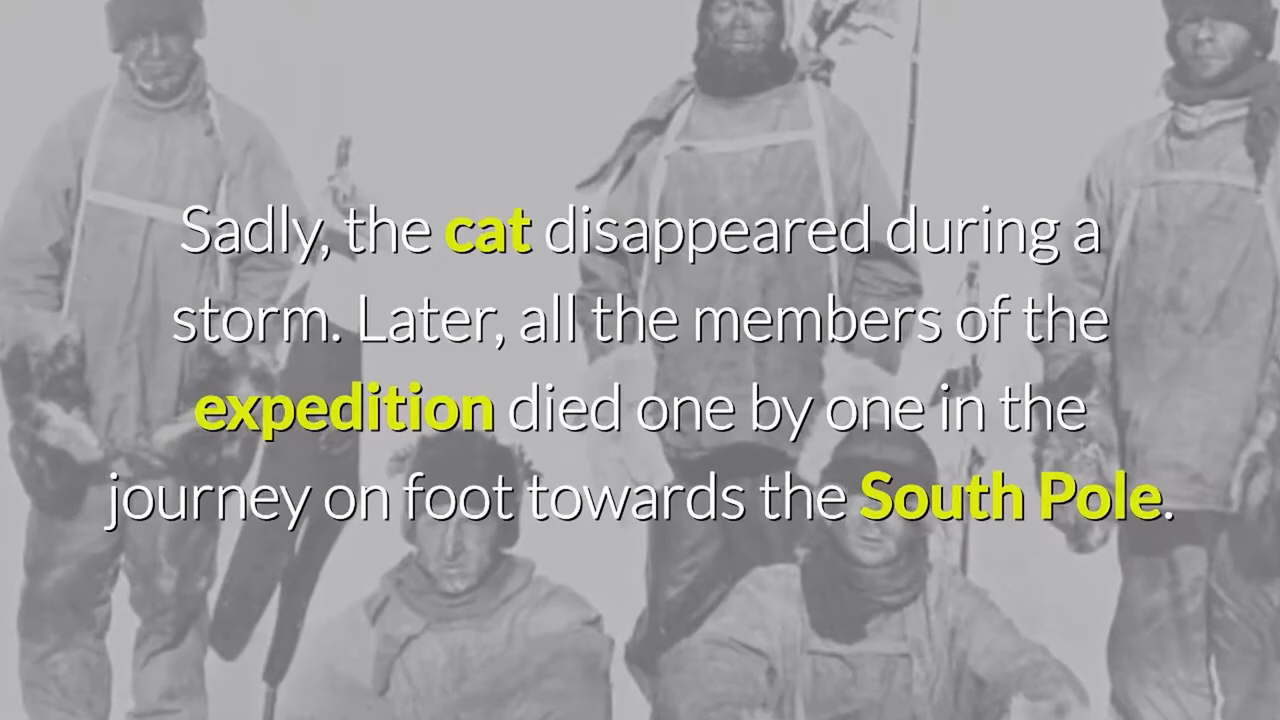 Sadly, the cat disappeared during a
storm. Later, all the members of the
expedition died one by one in the
journey on foot towards the South Pole.